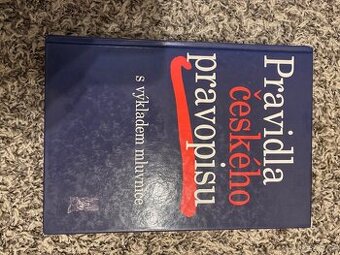 Pravidla
českého
pravopisu
s výkladem mluvnice